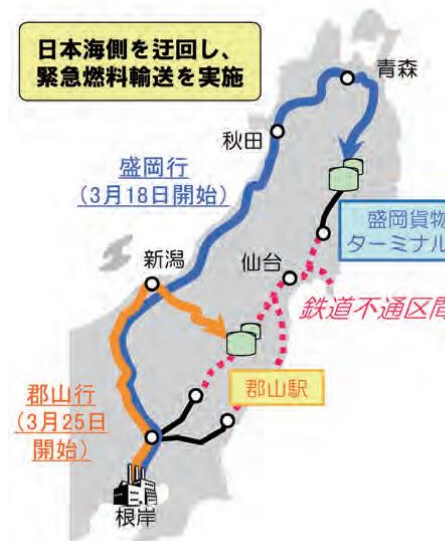 日本海側を迂回し、
緊急燃料輸送を実施
青森
秋田
盛岡行
(3月18日開始)
盛岡貨物
ターミナル
新潟
仙台
鉄道不通区間
郡山行
(3月25日
開始)
郡山駅
根岸